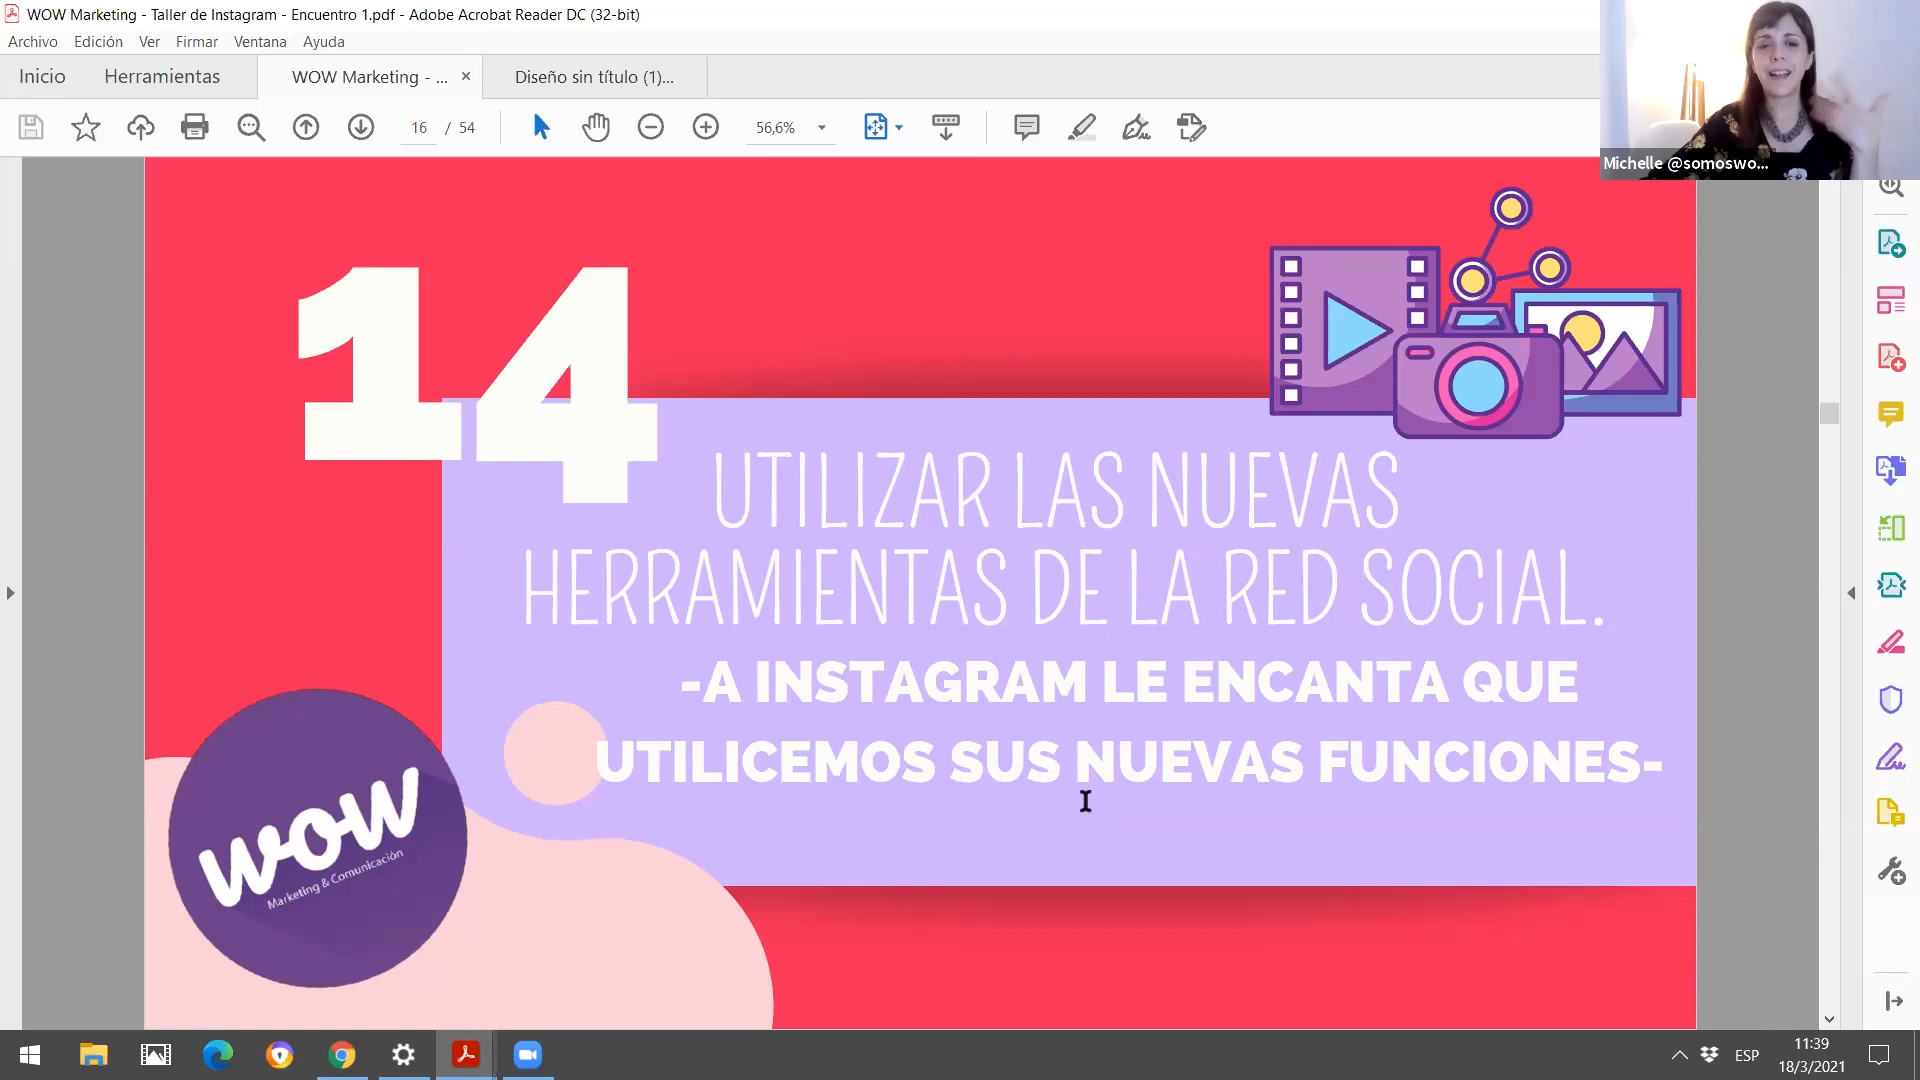 WOW Marketing - Taller de Instagram - Encuentro 1.pdf - Adobe Acrobat Reader DC (32-bit)
Archivo Edición Ver Firmar Ventana Ayuda
Inicio Herramientas WOW Marketing - ... × Diseño sin título (1)...
16 / 54 56,6%
Michelle @somoswo...
14
UTILIZAR LAS NUEVAS
HERRAMIENTAS DE LA RED SOCIAL.
-A INSTAGRAM LE ENCANTA QUE
UTILICEMOS SUS NUEVAS FUNCIONES-
wow
Marketing & Comunicación
ESP
11:39
18/3/2021